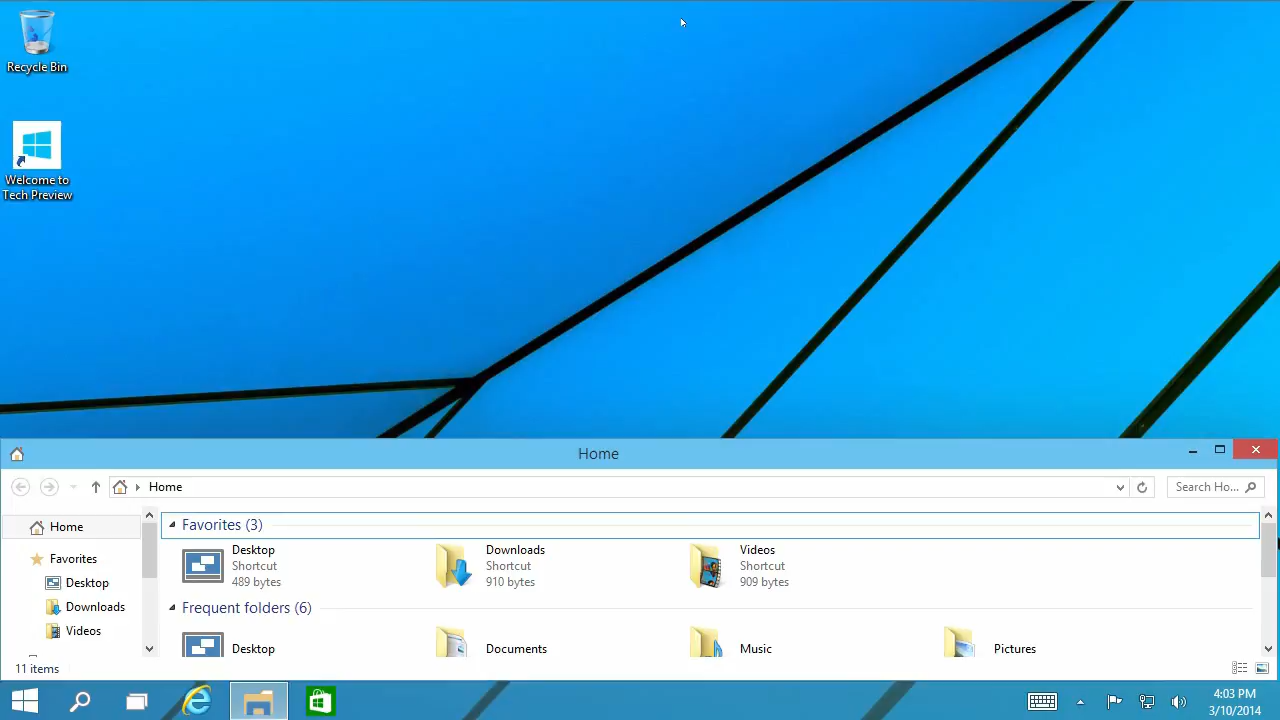 Recycle Bin
Welcome to
Tech Preview
Home
Home
Search Ho...
Home
Favorites
Desktop
Downloads
Videos
Favorites (3)
Desktop
Shortcut
489 bytes
Downloads
Shortcut
910 bytes
Videos
Shortcut
909 bytes
Frequent folders (6)
Desktop
Documents
Music
Pictures
11 items
4:03 PM
3/10/2014